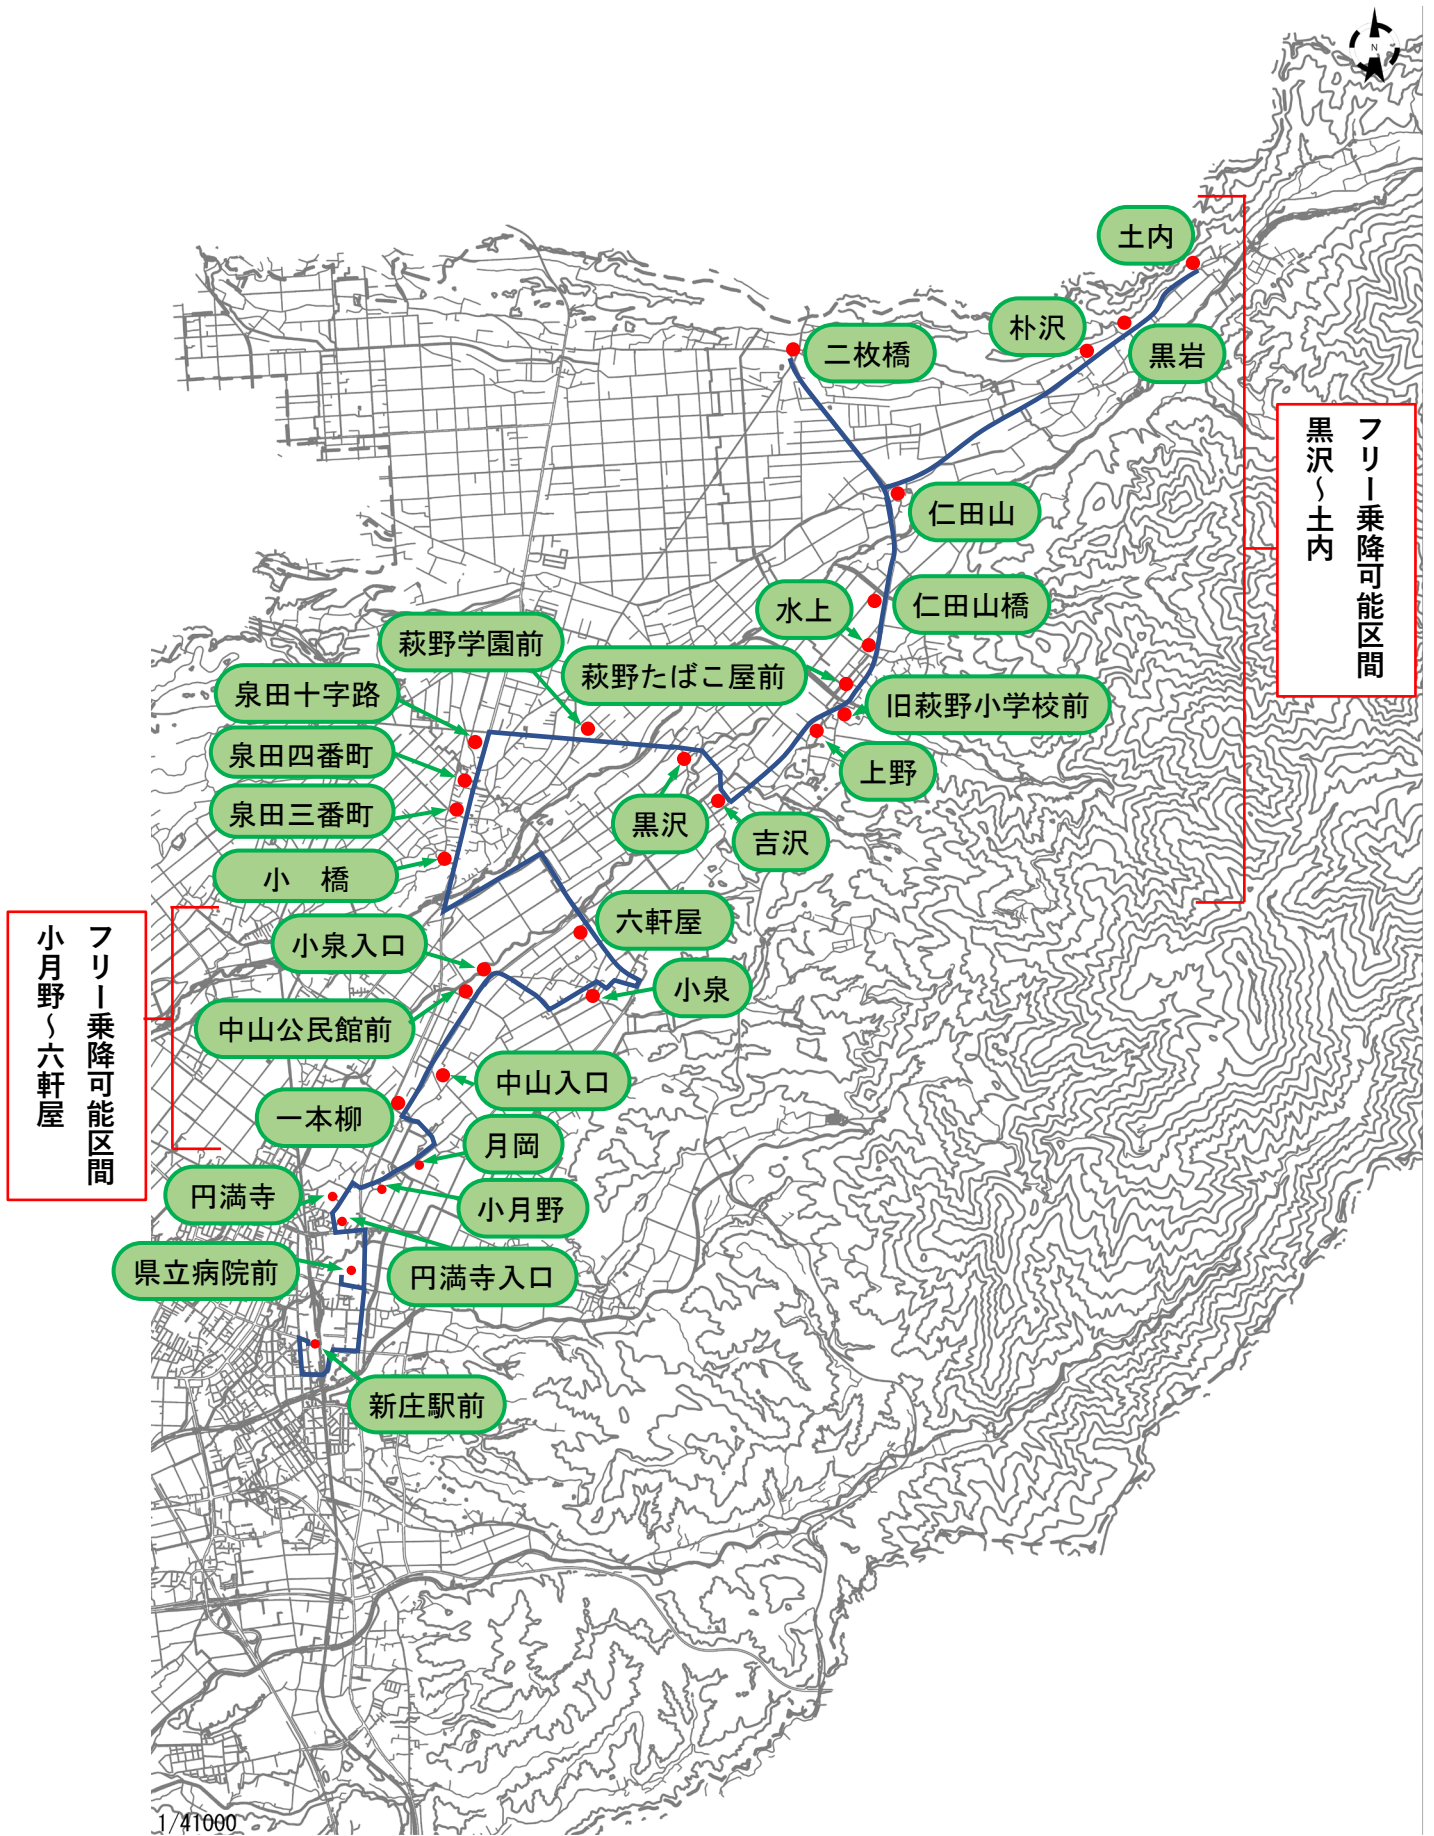 N
土内
朴沢
黒岩
二枚橋
フリー乗降可能区間
黒沢～土内
仁田山
水上
仁田山橋
萩野学園前
萩野たばこ屋前
泉田十字路
旧萩野小学校前
泉田四番町
上野
泉田三番町
黒沢
吉沢
小　橋
六軒屋
小泉入口
フリー乗降可能区間
小月野～六軒屋
小泉
中山公民館前
中山入口
一本柳
月岡
円満寺
小月野
県立病院前
円満寺入口
新庄駅前
1/41000